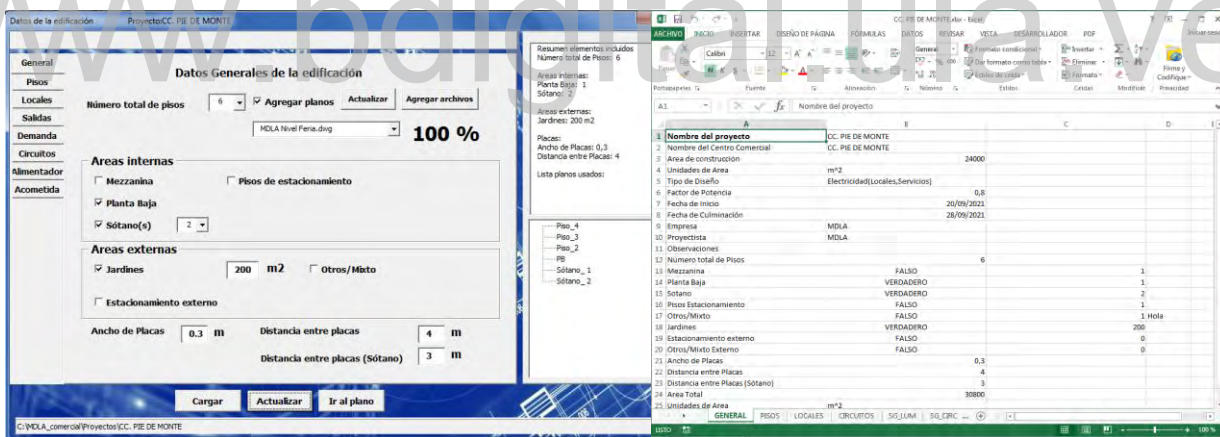 www.bdigital.ula.ve
Datos de la edificación Proyecto:CC. PIE DE MONTE
General
Pisos
Locales
Salidas
Demanda
Circuitos
Alimentador
Acometida
Datos Generales de la edificación
Número total de pisos 6 Agregar planos Actualizar Agregar archivos
MDLA Nivel Feria.dwg 100 %
Areas internas
Mezzanina Pisos de estacionamiento
Planta Baja
Sótano(s) 2
Areas externas
Jardines 200 m2 Otros/Mixto
Estacionamiento externo
Ancho de Placas 0.3 m Distancia entre placas 4 m
Distancia entre placas (Sótano) 3 m
Cargar Actualizar Ir al plano
C:\MDLA_comercial\Proyectos\CC. PIE DE MONTE
Resumen elementos incluidos
Número total de Pisos: 6
Areas internas:
Planta Baja: 1
Sótano: 2
Areas externas:
Jardines: 200 m2
Placas:
Ancho de Placas: 0,3
Distancia entre Placas: 4
Lista planos usados:
Piso_4
Piso_3
Piso_2
PB
Sótano_ 1
Sótano_ 2
CC. PIE DE MONTE.xlsx - Excel
ARCHIVO INICIO INSERTAR DISEÑO DE PÁGINA FÓRMULAS DATOS REVISAR VISTA DESARROLLADOR PDF Iniciar sesi
Calibri 12 General Formato condicional Insertar
Pegar N K S % 000 Dar formato como tabla Eliminar Firma y
Estilos de celda Formato Codifique
Portapapeles Fuente Alineación Número Estilos Celdas Modificar Privacidad
A1 fx Nombre del proyecto
A B C D
1 Nombre del proyecto CC. PIE DE MONTE
2 Nombre del Centro Comercial CC. PIE DE MONTE
3 Area de construcción 24000
4 Unidades de Area m^2
5 Tipo de Diseño Electricidad(Locales,Servicios)
6 Factor de Potencia 0,8
7 Fecha de Inicio 20/09/2021
8 Fecha de Culminación 28/09/2021
9 Empresa MDLA
10 Proyectista MDLA
11 Observaciones
12 Número total de Pisos 6
13 Mezzanina FALSO 1
14 Planta Baja VERDADERO 1
15 Sotano VERDADERO 2
16 Pisos Estacionamiento FALSO 1
17 Otros/Mixto FALSO 1 Hola
18 Jardines VERDADERO 200
19 Estacionamiento externo FALSO 0
20 Otros/Mixto Externo FALSO 0
21 Ancho de Placas 0,3
22 Distancia entre Placas 4
23 Distancia entre Placas (Sótano) 3
24 Area Total 30800
25 Unidades de Area m^2
GENERAL PISOS LOCALES CIRCUITOS SG_LUM SG_CIRC ...
LISTO 100 %